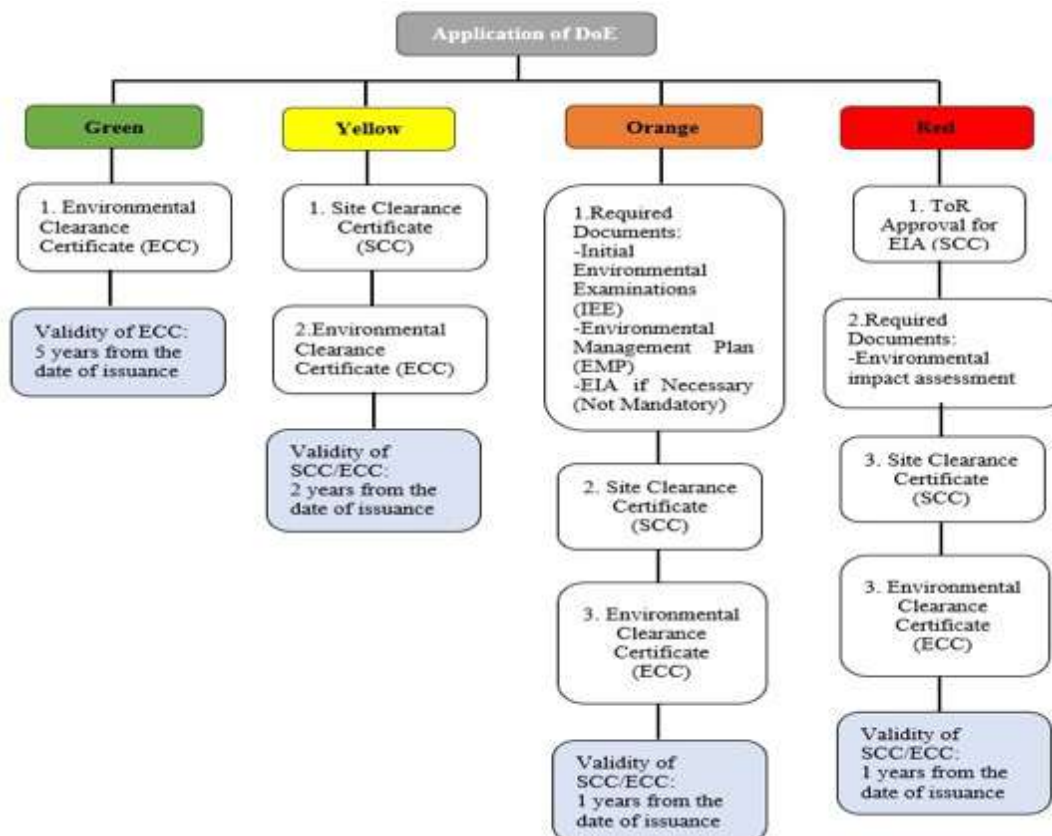 Application of DoE
Green
1. Environmental
Clearance
Certificate (ECC)
Validity of ECC:
5 years from the
date of issuance
Yellow
1. Site Clearance
Certificate
(SCC)
2.Environmental
Clearance
Certificate (ECC)
Validity of
SCC/ECC:
2 years from the
date of issuance
Orange
1.Required
Documents:
-Initial
Environmental
Examinations
(IEE)
-Environmental
Management Plan
(EMP)
-EIA if Necessary
(Not Mandatory)
2. Site Clearance
Certificate
(SCC)
3. Environmental
Clearance
Certificate
(ECC)
Validity of
SCC/ECC:
1 years from the
date of issuance
Red
1. ToR
Approval for
EIA (SCC)
2.Required
Documents:
-Environmental
impact assessment
3. Site Clearance
Certificate
(SCC)
3. Environmental
Clearance
Certificate
(ECC)
Validity of
SCC/ECC:
1 years from the
date of issuance